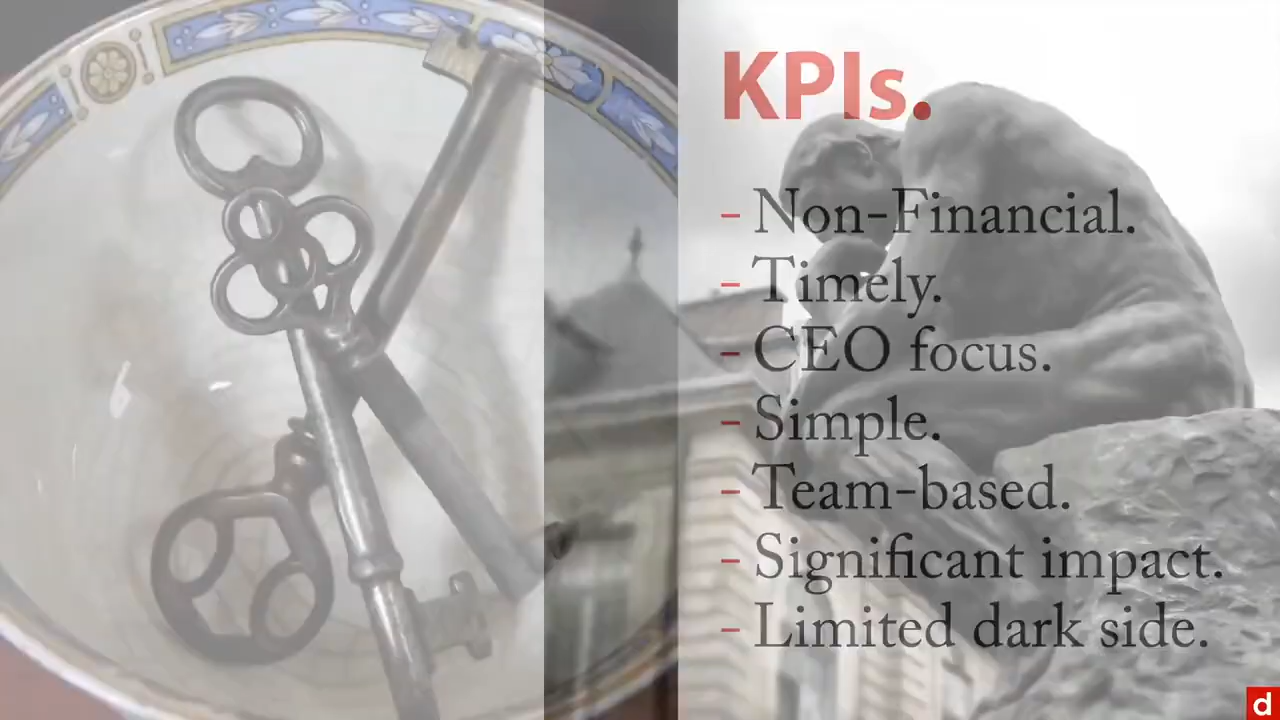 KPIs.
– Non-Financial.
– Timely.
– CEO focus.
– Simple.
– Team-based.
– Significant impact.
– Limited dark side.
d